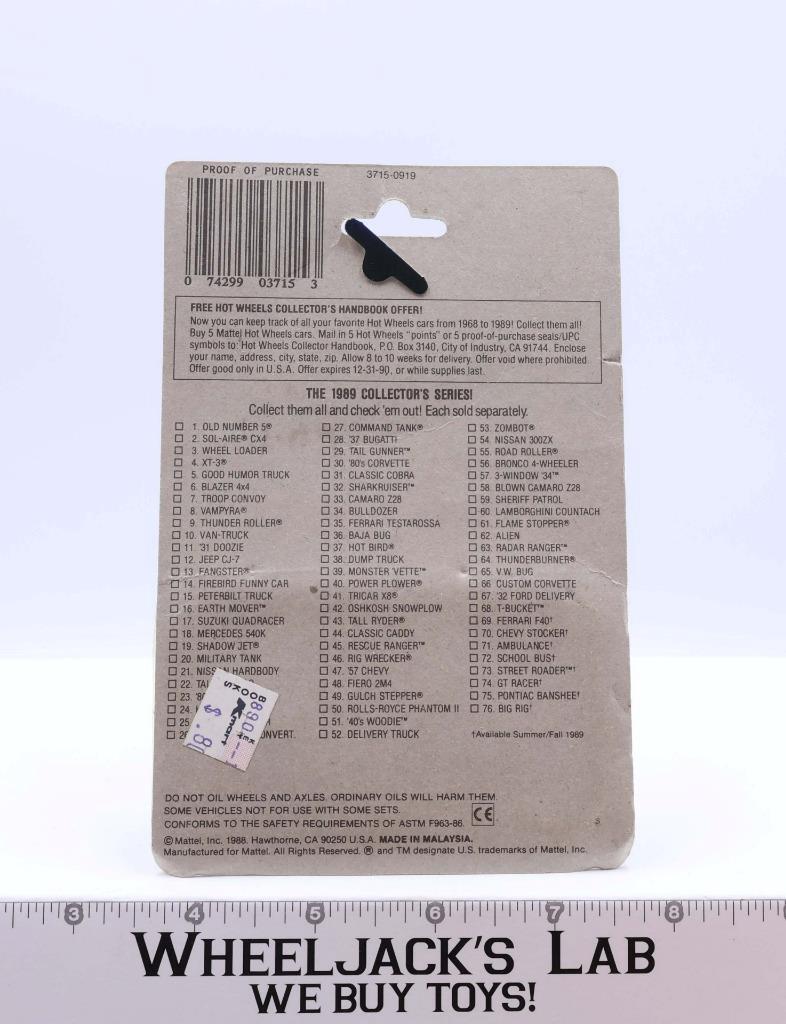 PROOF OF PURCHASE
3715-0919
0 74299 03715 3
FREE HOT WHEELS COLLECTOR'S HANDBOOK OFFER!
Now you can keep track of all your favorite Hot Wheels cars from 1968 to 1989! Collect them all!
Buy 5 Mattel Hot Wheels cars. Mail in 5 Hot Wheels "points" or 5 proof-of-purchase seals/UPC
symbols to: Hot Wheels Collector Handbook, P.O. Box 3140, City of Industry, CA 91744. Enclose
your name, address, city, state, zip. Allow 8 to 10 weeks for delivery. Offer void where prohibited.
Offer good only in U.S.A. Offer expires 12-31-90, or while supplies last.
THE 1989 COLLECTOR'S SERIES!
Collect them all and check 'em out! Each sold separately.
1. OLD NUMBER 5®
2. SOL-AIRE® CX4
3. WHEEL LOADER
4. XT-3®
5. GOOD HUMOR TRUCK
6. BLAZER 4x4
7. TROOP CONVOY
8. VAMPYRA®
9. THUNDER ROLLER®
10. VAN-TRUCK
11. '31 DOOZIE
12. JEEP CJ-7
13. FANGSTER®
14. FIREBIRD FUNNY CAR
15. PETERBILT TRUCK
16. EARTH MOVER™
17. SUZUKI QUADRACER
18. MERCEDES 540K
19. SHADOW JET®
20. MILITARY TANK
21. NISSAN HARDBODY
22.
23.
24.
25.
CONVERT.
27. COMMAND TANK®
28. '37 BUGATTI
29. TAIL GUNNER™
30. '80's CORVETTE
31. CLASSIC COBRA
32. SHARKRUISER™
33. CAMARO Z28
34. BULLDOZER
35. FERRARI TESTAROSSA
36. BAJA BUG
37. HOT BIRD®
38. DUMP TRUCK
39. MONSTER 'VETTE™
40. POWER PLOWER®
41. TRICAR X8®
42. OSHKOSH SNOWPLOW
43. TALL RYDER®
44. CLASSIC CADDY
45. RESCUE RANGER™
46. RIG WRECKER®
47. '57 CHEVY
48. FIERO 2M4
49. GULCH STEPPER®
50. ROLLS-ROYCE PHANTOM II
51. '40's WOODIE™
52. DELIVERY TRUCK
53. ZOMBOT®
54. NISSAN 300ZX
55. ROAD ROLLER®
56. BRONCO 4-WHEELER
57. 3-WINDOW '34™
58. BLOWN CAMARO Z28
59. SHERIFF PATROL
60. LAMBORGHINI COUNTACH
61. FLAME STOPPER®
62. ALIEN
63. RADAR RANGER™
64. THUNDERBURNER®
65. V.W. BUG
66 CUSTOM CORVETTE
67. '32 FORD DELIVERY
68. T-BUCKET™
69. FERRARI F40†
70. CHEVY STOCKER†
71. AMBULANCE†
72. SCHOOL BUS†
73. STREET ROADER™†
74. GT RACER†
75. PONTIAC BANSHEE†
76. BIG RIG†
†Available Summer/Fall 1989
BOOKS
Kmart
DO NOT OIL WHEELS AND AXLES. ORDINARY OILS WILL HARM THEM.
SOME VEHICLES NOT FOR USE WITH SOME SETS.
CONFORMS TO THE SAFETY REQUIREMENTS OF ASTM F963-86. CE
© Mattel, Inc. 1988. Hawthorne, CA 90250 U.S.A. MADE IN MALAYSIA.
Manufactured for Mattel. All Rights Reserved. ® and TM designate U.S. trademarks of Mattel, Inc.
3 4 5 6 7 8
WHEELJACK'S LAB
WE BUY TOYS!